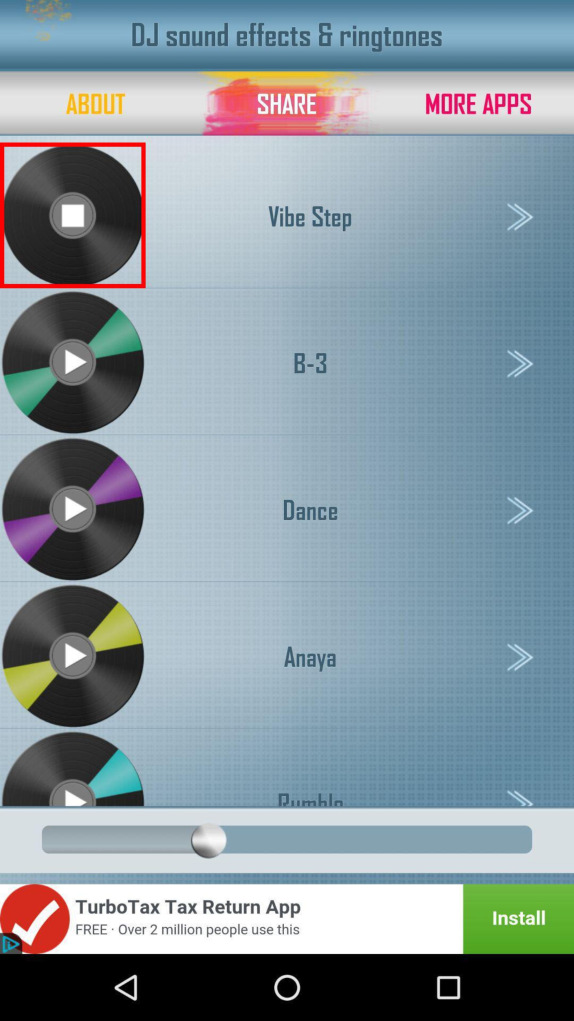 DJ sound effects & ringtones
ABOUT
SHARE
MORE APPS
Vibe Step
B-3
Dance
Anaya
Rumble
TurboTax Tax Return App
FREE · Over 2 million people use this
Install